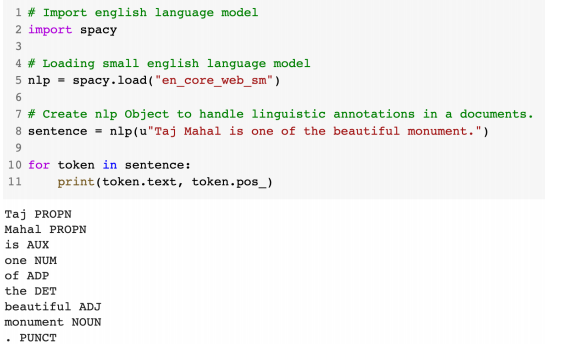 1 # Import english language model
2 import spacy
3
4 # Loading small english language model
5 nlp = spacy.load("en_core_web_sm")
6
7 # Create nlp Object to handle linguistic annotations in a documents.
8 sentence = nlp(u"Taj Mahal is one of the beautiful monument.")
9
10 for token in sentence:
11     print(token.text, token.pos_)
Taj PROPN
Mahal PROPN
is AUX
one NUM
of ADP
the DET
beautiful ADJ
monument NOUN
. PUNCT